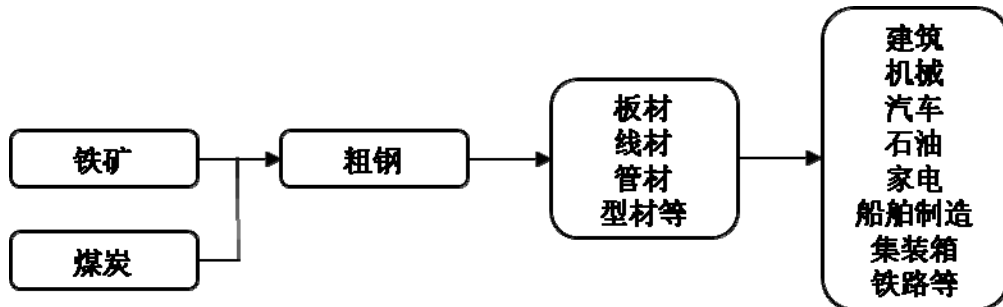 铁矿
煤炭
粗钢
板材
线材
管材
型材等
建筑
机械
汽车
石油
家电
船舶制造
集装箱
铁路等